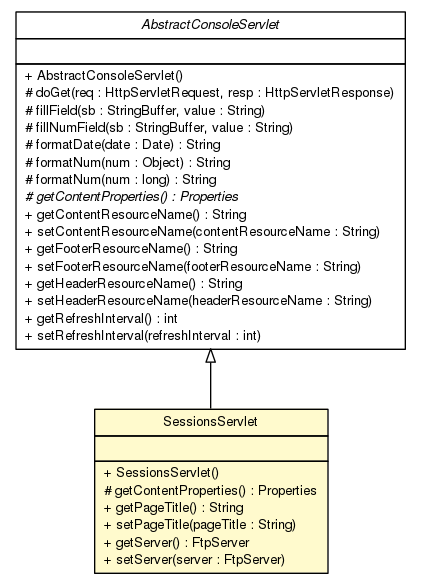 AbstractConsoleServlet
+ AbstractConsoleServlet()
# doGet(req : HttpServletRequest, resp : HttpServletResponse)
# fillField(sb : StringBuffer, value : String)
# fillNumField(sb : StringBuffer, value : String)
# formatDate(date : Date) : String
# formatNum(num : Object) : String
# formatNum(num : long) : String
# getContentProperties() : Properties
+ getContentResourceName() : String
+ setContentResourceName(contentResourceName : String)
+ getFooterResourceName() : String
+ setFooterResourceName(footerResourceName : String)
+ getHeaderResourceName() : String
+ setHeaderResourceName(headerResourceName : String)
+ getRefreshInterval() : int
+ setRefreshInterval(refreshInterval : int)
SessionsServlet
+ SessionsServlet()
# getContentProperties() : Properties
+ getPageTitle() : String
+ setPageTitle(pageTitle : String)
+ getServer() : FtpServer
+ setServer(server : FtpServer)